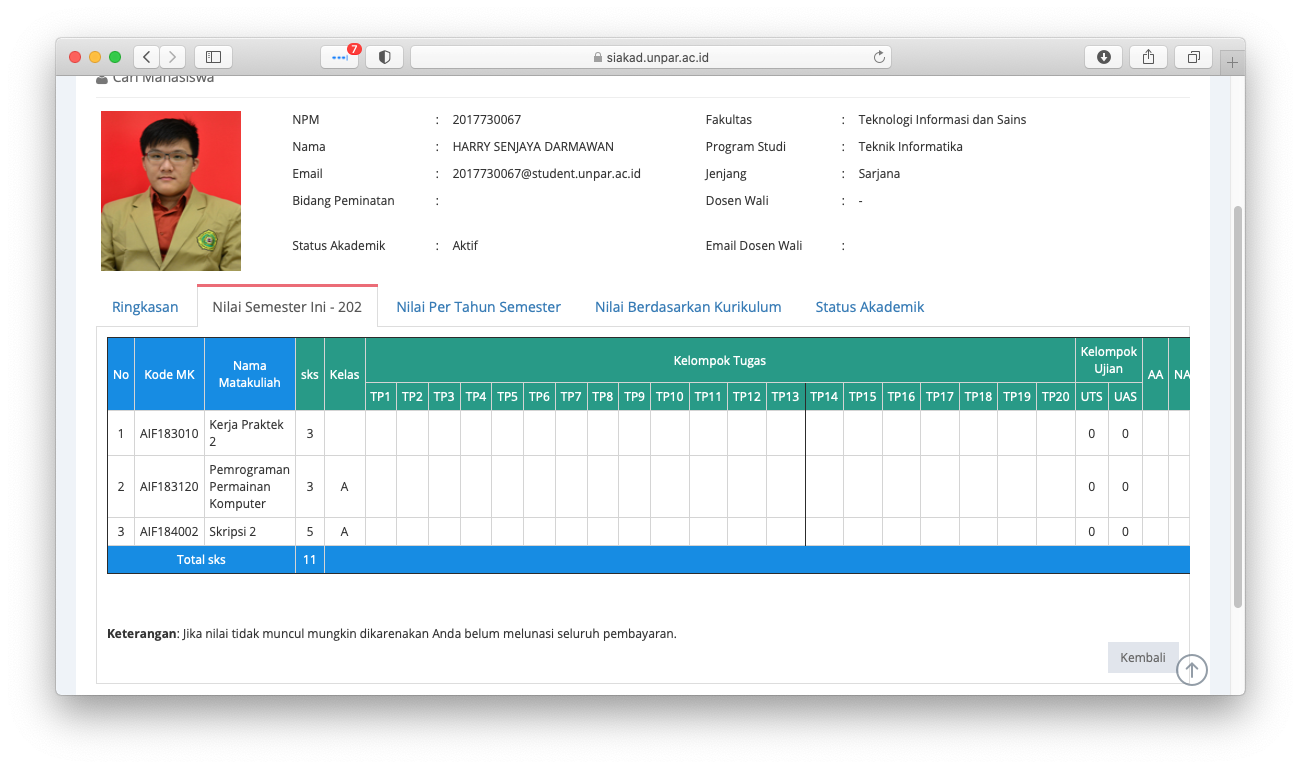 7
siakad.unpar.ac.id
Cari Mahasiswa
NPM : 2017730067 Fakultas : Teknologi Informasi dan Sains
Nama : HARRY SENJAYA DARMAWAN Program Studi : Teknik Informatika
Email : 2017730067@student.unpar.ac.id Jenjang : Sarjana
Bidang Peminatan : Dosen Wali : -
Status Akademik : Aktif Email Dosen Wali :
Ringkasan Nilai Semester Ini - 202 Nilai Per Tahun Semester Nilai Berdasarkan Kurikulum Status Akademik
No Kode MK Nama Matakuliah sks Kelas Kelompok Tugas Kelompok Ujian AA NA
TP1 TP2 TP3 TP4 TP5 TP6 TP7 TP8 TP9 TP10 TP11 TP12 TP13 TP14 TP15 TP16 TP17 TP18 TP19 TP20 UTS UAS
1 AIF183010 Kerja Praktek 2 3 0 0
2 AIF183120 Pemrograman Permainan Komputer 3 A 0 0
3 AIF184002 Skripsi 2 5 A 0 0
Total sks 11
Keterangan: Jika nilai tidak muncul mungkin dikarenakan Anda belum melunasi seluruh pembayaran.
Kembali